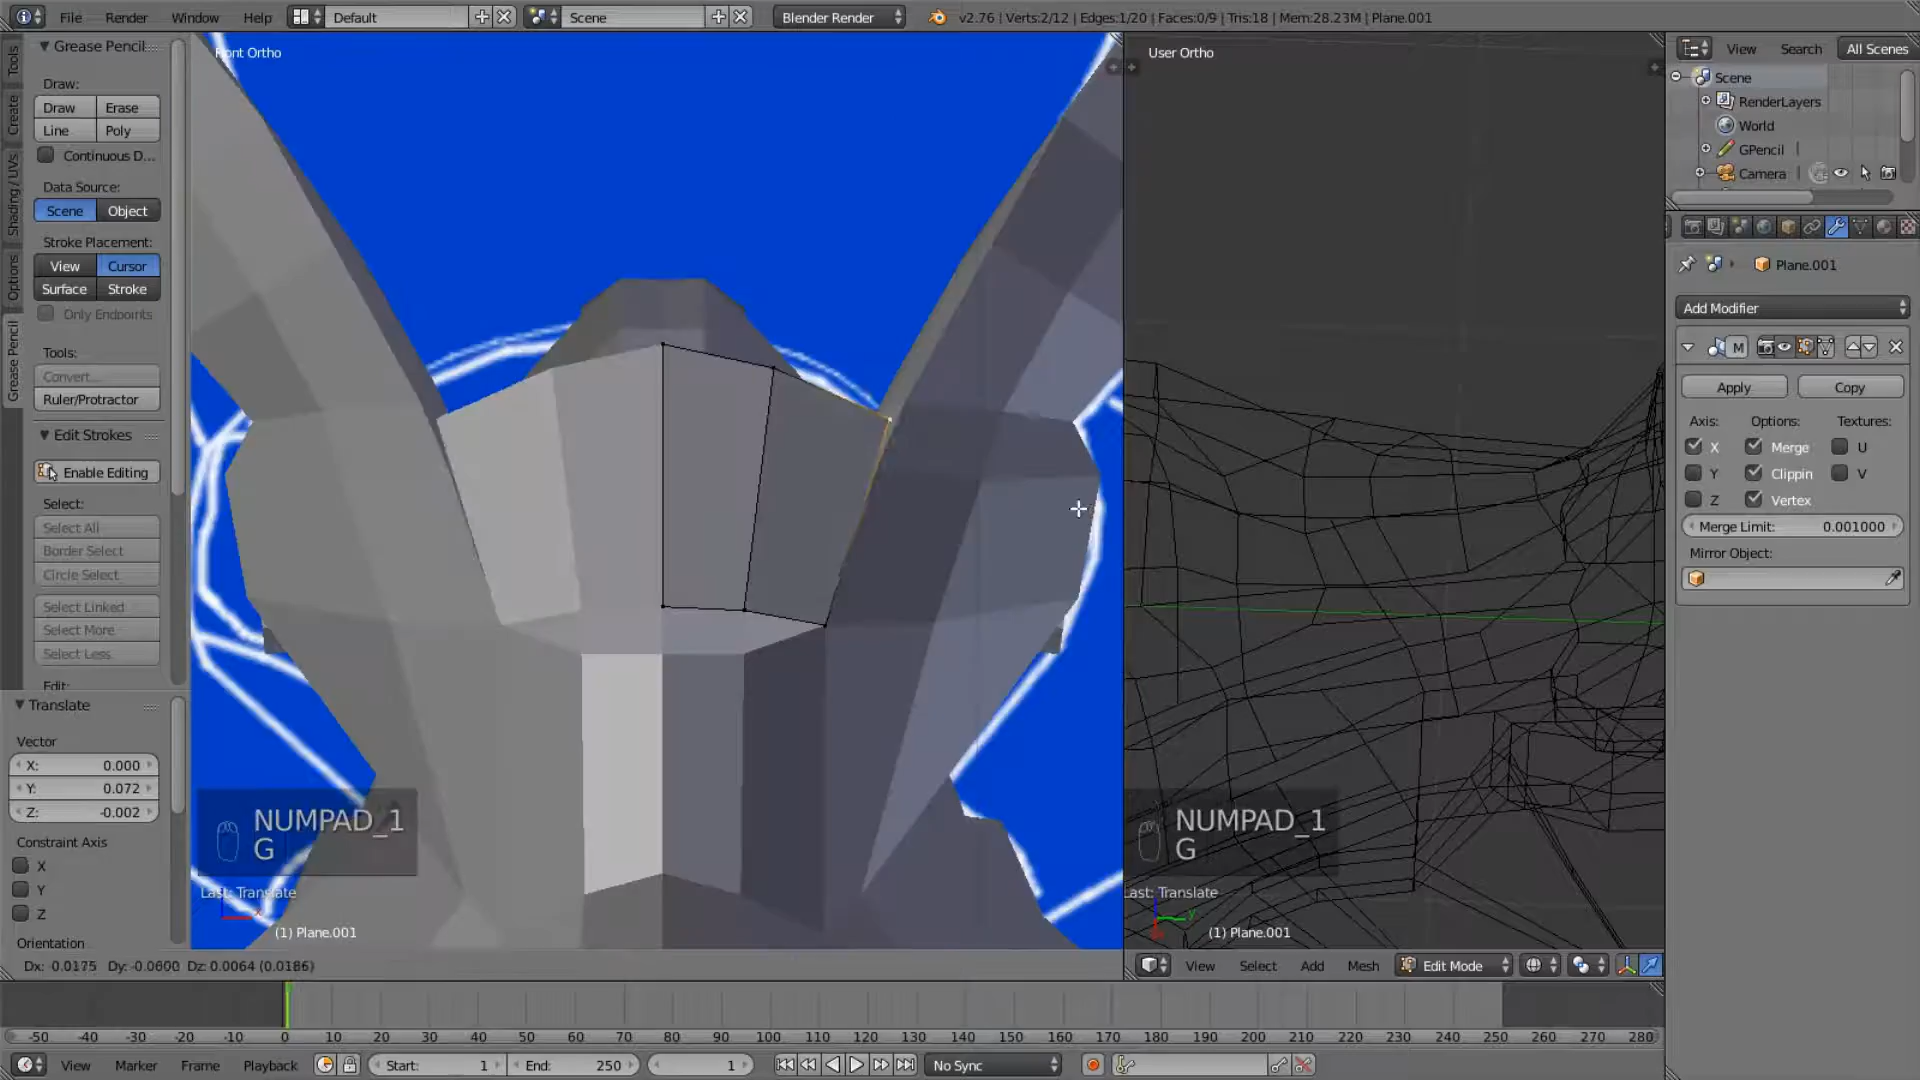 File Render Window Help Default Scene Blender Render v2.76 | Verts:2/12 | Edges:1/20 | Faces:0/9 | Tris:18 | Mem:28.23M | Plane.001
Tools
Create
Shading / UVs
Options
Grease Pencil
Grease Pencil
Draw:
Draw Erase
Line Poly
Continuous D...
Data Source:
Scene Object
Stroke Placement:
View Cursor
Surface Stroke
Only Endpoints
Tools:
Convert...
Ruler/Protractor
Edit Strokes
Enable Editing
Select:
Select All
Border Select
Circle Select
Select Linked
Select More
Select Less
Edit:
Translate
Vector
X: 0.000
Y: 0.072
Z: -0.002
Constraint Axis
X
Y
Z
Orientation
Front Ortho
NUMPAD_1
G
Last: Translate
x
(1) Plane.001
Dx: -0.0175 Dy: -0.0600 Dz: 0.0064 (0.0186)
User Ortho
NUMPAD_1
G
Last: Translate
y
(1) Plane.001
View Select Add Mesh Edit Mode
View Search All Scenes
Scene
RenderLayers
World
GPencil
Camera
Plane.001
Add Modifier
M
Apply Copy
Axis: Options: Textures:
X Merge U
Y Clippin V
Z Vertex
Merge Limit: 0.001000
Mirror Object:
-50 -40 -30 -20 -10 0 10 20 30 40 50 60 70 80 90 100 110 120 130 140 150 160 170 180 190 200 210 220 230 240 250 260 270 280
View Marker Frame Playback Start: 1 End: 250 1 No Sync